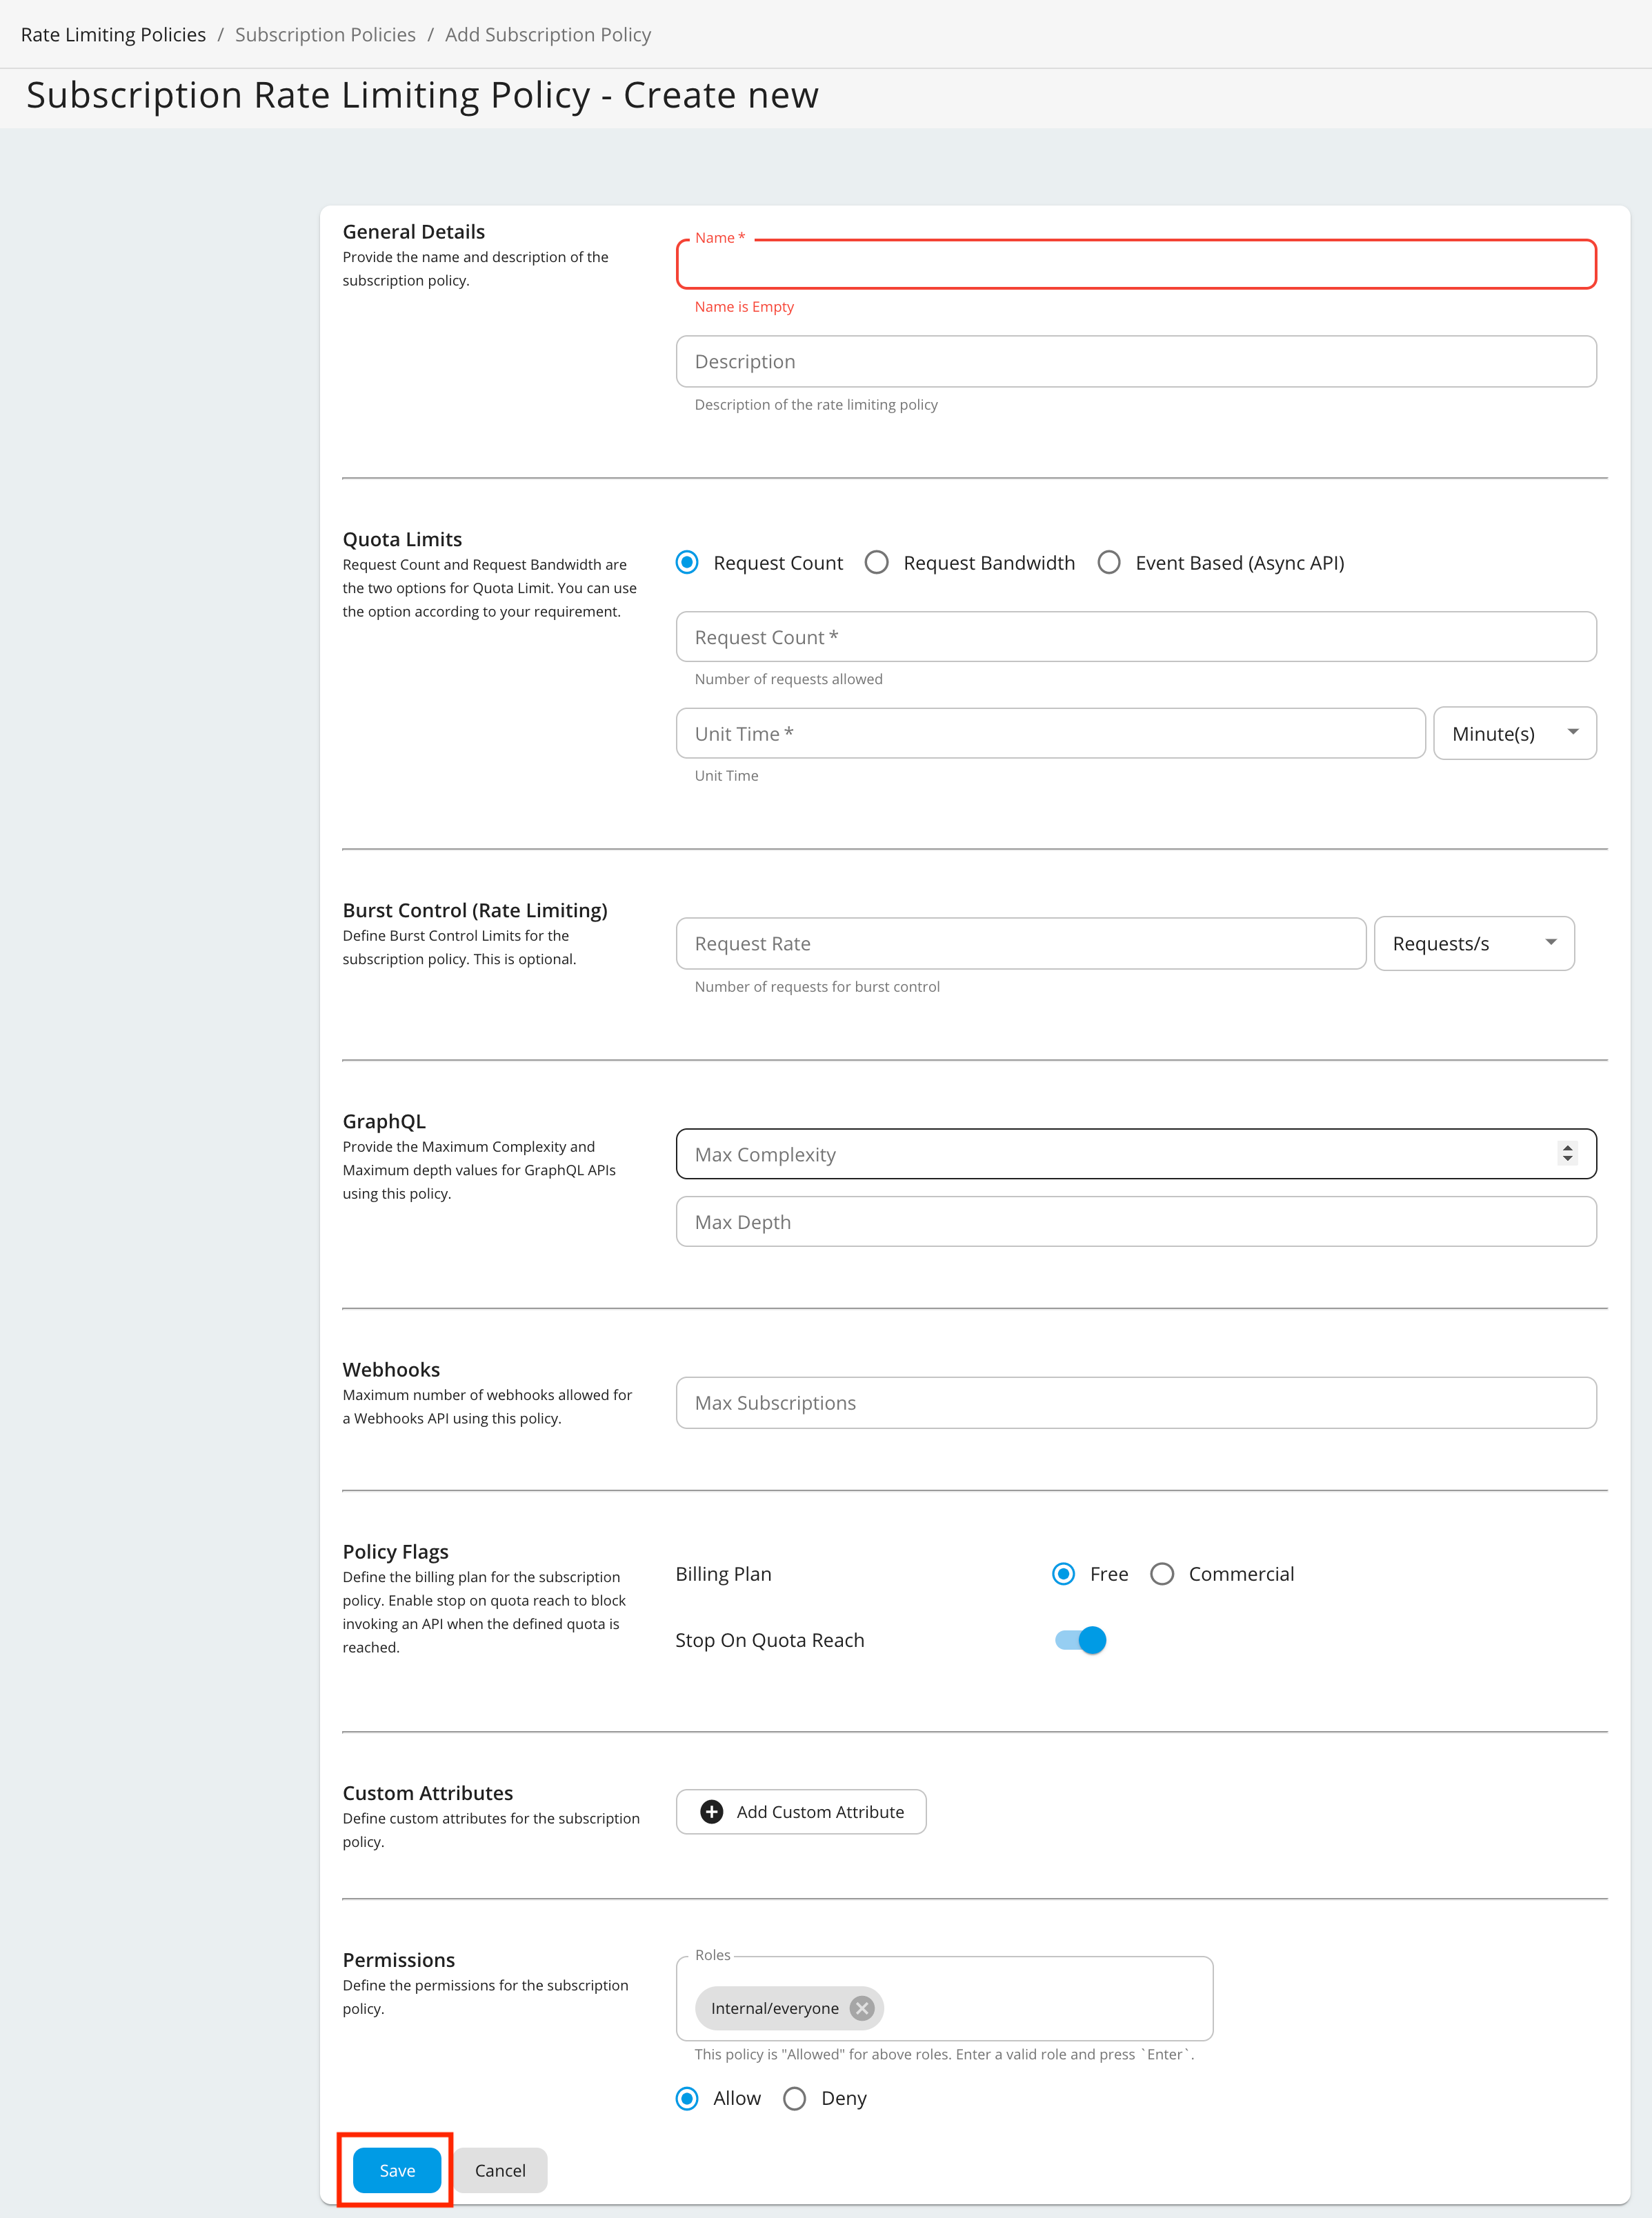 Rate Limiting Policies / Subscription Policies / Add Subscription Policy
Subscription Rate Limiting Policy - Create new
General Details
Provide the name and description of the
subscription policy.
Name *
Name is Empty
Description
Description of the rate limiting policy
Quota Limits
Request Count and Request Bandwidth are
the two options for Quota Limit. You can use
the option according to your requirement.
Request Count Request Bandwidth Event Based (Async API)
Request Count *
Number of requests allowed
Unit Time * Minute(s)
Unit Time
Burst Control (Rate Limiting)
Define Burst Control Limits for the
subscription policy. This is optional.
Request Rate Requests/s
Number of requests for burst control
GraphQL
Provide the Maximum Complexity and
Maximum depth values for GraphQL APIs
using this policy.
Max Complexity
Max Depth
Webhooks
Maximum number of webhooks allowed for
a Webhooks API using this policy.
Max Subscriptions
Policy Flags
Define the billing plan for the subscription
policy. Enable stop on quota reach to block
invoking an API when the defined quota is
reached.
Billing Plan Free Commercial
Stop On Quota Reach
Custom Attributes
Define custom attributes for the subscription
policy.
Add Custom Attribute
Permissions
Define the permissions for the subscription
policy.
Roles
Internal/everyone
This policy is "Allowed" for above roles. Enter a valid role and press `Enter`.
Allow Deny
Save Cancel